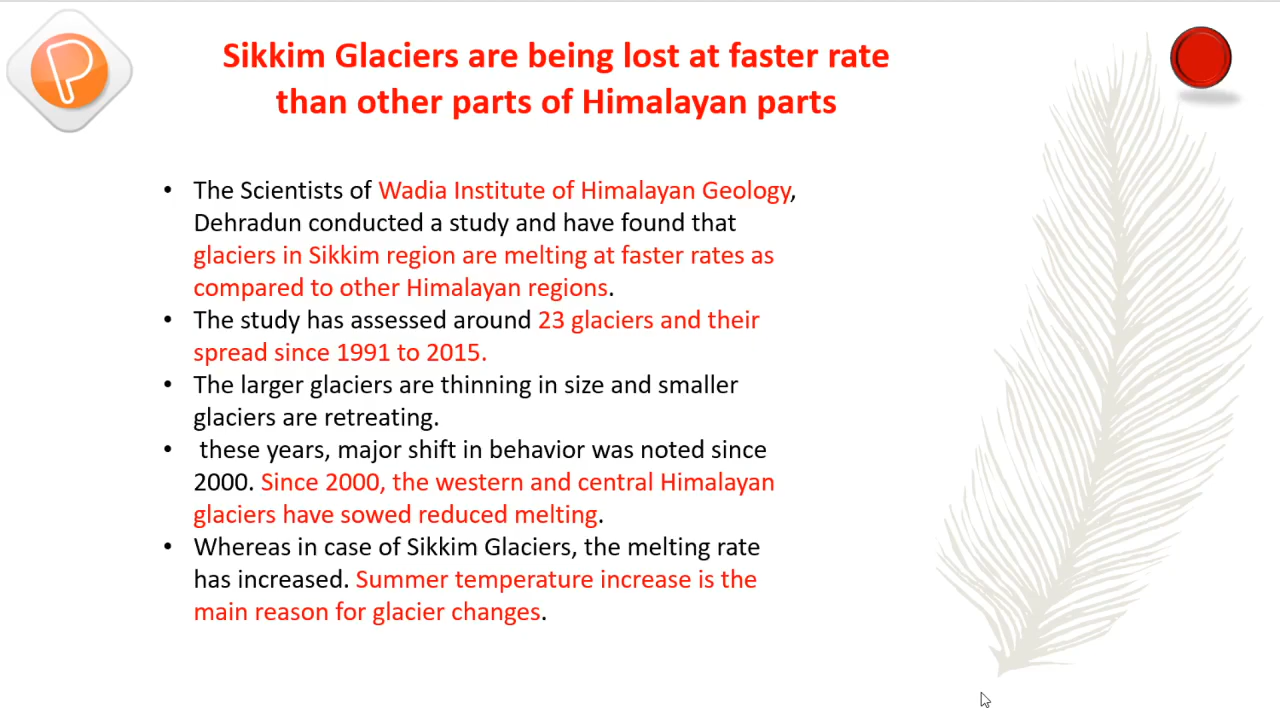 Sikkim Glaciers are being lost at faster rate
than other parts of Himalayan parts
• The Scientists of Wadia Institute of Himalayan Geology,
Dehradun conducted a study and have found that
glaciers in Sikkim region are melting at faster rates as
compared to other Himalayan regions.
• The study has assessed around 23 glaciers and their
spread since 1991 to 2015.
• The larger glaciers are thinning in size and smaller
glaciers are retreating.
• these years, major shift in behavior was noted since
2000. Since 2000, the western and central Himalayan
glaciers have sowed reduced melting.
• Whereas in case of Sikkim Glaciers, the melting rate
has increased. Summer temperature increase is the
main reason for glacier changes.